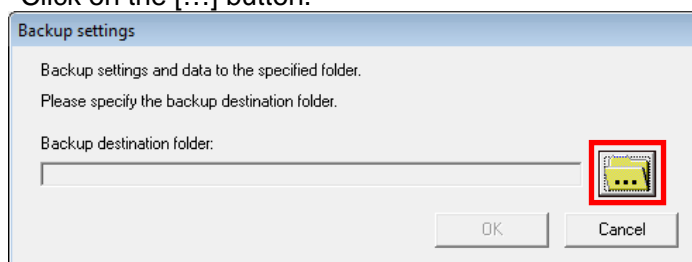 Click on the […] button.
Backup settings
Backup settings and data to the specified folder.
Please specify the backup destination folder.
Backup destination folder:
...
OK
Cancel